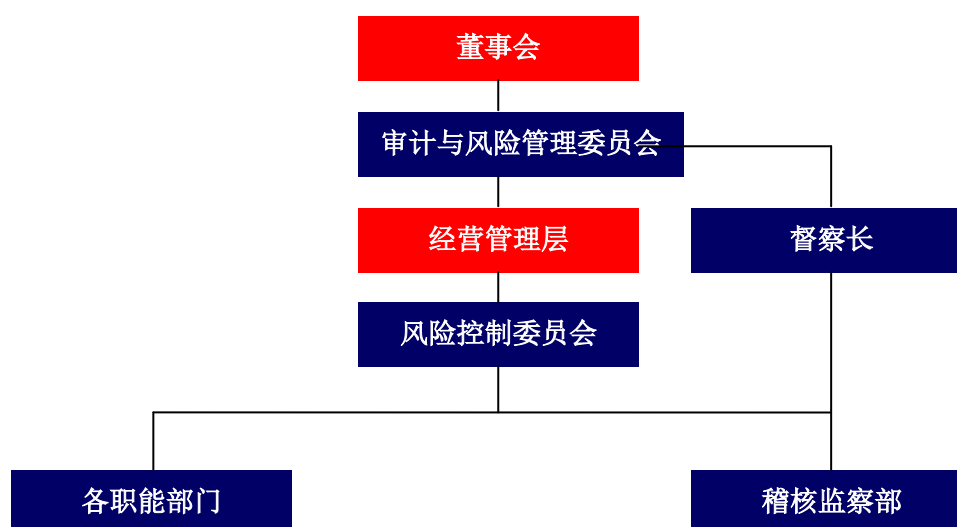 董事会
审计与风险管理委员会
经营管理层
督察长
风险控制委员会
各职能部门
稽核监察部